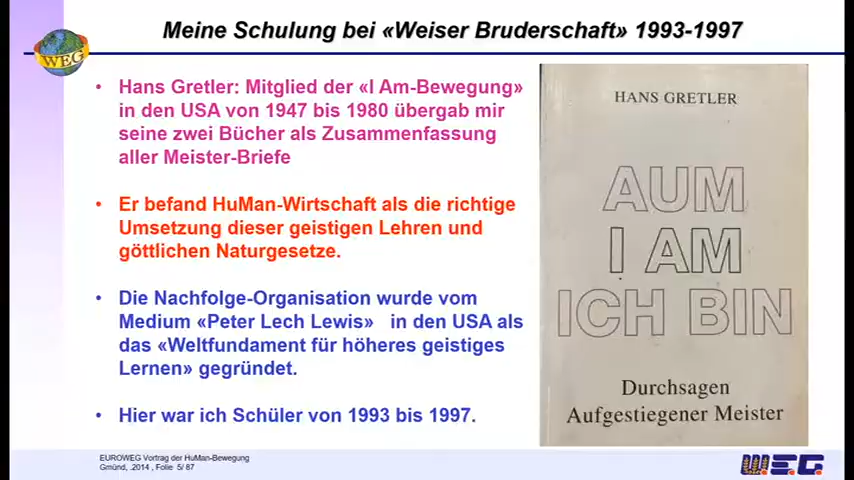 Meine Schulung bei «Weiser Bruderschaft» 1993-1997
WEG
• Hans Gretler: Mitglied der «I Am-Bewegung»
in den USA von 1947 bis 1980 übergab mir
seine zwei Bücher als Zusammenfassung
aller Meister-Briefe
• Er befand HuMan-Wirtschaft als die richtige
Umsetzung dieser geistigen Lehren und
göttlichen Naturgesetze.
• Die Nachfolge-Organisation wurde vom
Medium «Peter Lech Lewis» in den USA als
das «Weltfundament für höheres geistiges
Lernen» gegründet.
• Hier war ich Schüler von 1993 bis 1997.
HANS GRETLER
AUM
I AM
ICH BIN
Durchsagen
Aufgestiegener Meister
EUROWEG Vortrag der HuMan-Bewegung
Gmünd, .2014 , Folie 5/ 87
W.E.G.